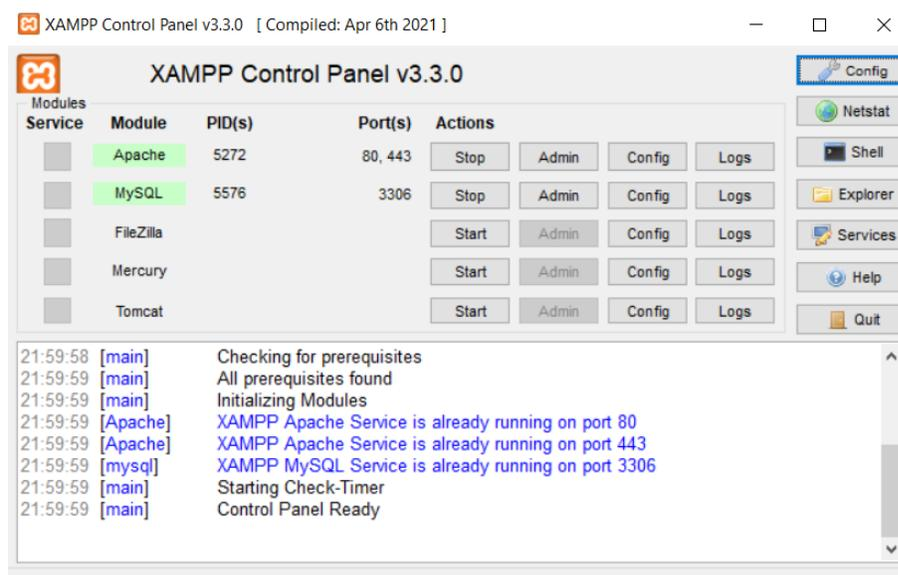 XAMPP Control Panel v3.3.0 [ Compiled: Apr 6th 2021 ]
XAMPP Control Panel v3.3.0
Config
Netstat
Shell
Explorer
Services
Help
Quit
Modules
Service Module PID(s) Port(s) Actions
Apache 5272 80, 443 Stop Admin Config Logs
MySQL 5576 3306 Stop Admin Config Logs
FileZilla Start Admin Config Logs
Mercury Start Admin Config Logs
Tomcat Start Admin Config Logs
21:59:58 [main] Checking for prerequisites
21:59:59 [main] All prerequisites found
21:59:59 [main] Initializing Modules
21:59:59 [Apache] XAMPP Apache Service is already running on port 80
21:59:59 [Apache] XAMPP Apache Service is already running on port 443
21:59:59 [mysql] XAMPP MySQL Service is already running on port 3306
21:59:59 [main] Starting Check-Timer
21:59:59 [main] Control Panel Ready